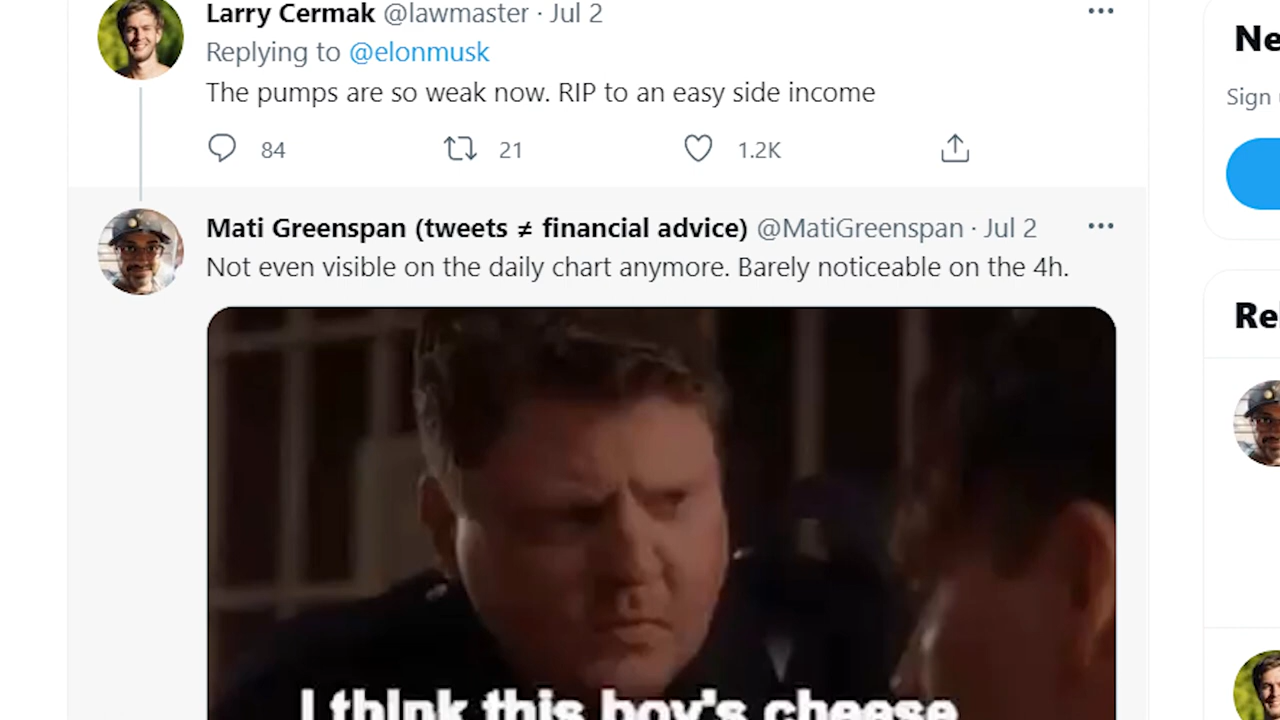 Larry Cermak @lawmaster · Jul 2
Replying to @elonmusk
The pumps are so weak now. RIP to an easy side income
84 21 1.2K
Mati Greenspan (tweets ≠ financial advice) @MatiGreenspan · Jul 2
Not even visible on the daily chart anymore. Barely noticeable on the 4h.
I think this boy's cheese
Ne
Sign
Re